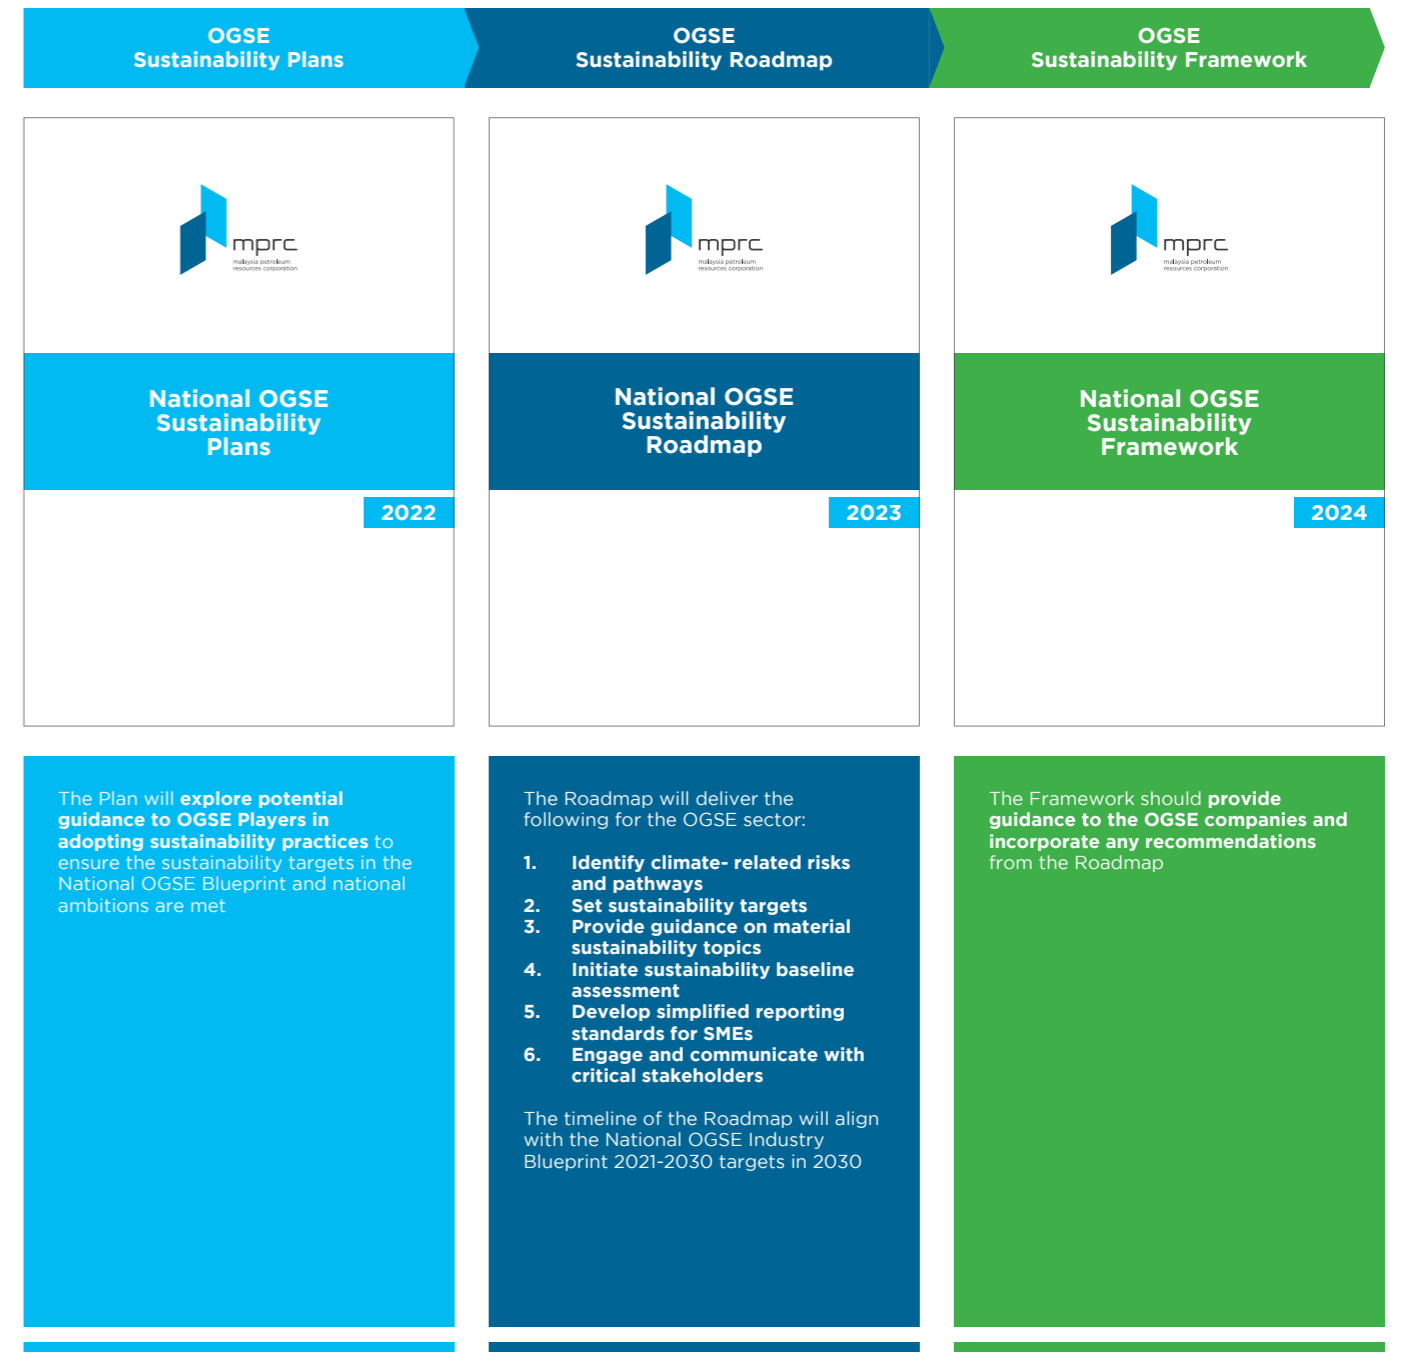 OGSE
Sustainability Plans
OGSE
Sustainability Roadmap
OGSE
Sustainability Framework
mprc
malaysia petroleum
resources corporation
National OGSE
Sustainability
Plans
2022
mprc
malaysia petroleum
resources corporation
National OGSE
Sustainability
Roadmap
2023
mprc
malaysia petroleum
resources corporation
National OGSE
Sustainability
Framework
2024
The Plan will explore potential
guidance to OGSE Players in
adopting sustainability practices to
ensure the sustainability targets in the
National OGSE Blueprint and national
ambitions are met
The Roadmap will deliver the
following for the OGSE sector:
1. Identify climate- related risks
and pathways
2. Set sustainability targets
3. Provide guidance on material
sustainability topics
4. Initiate sustainability baseline
assessment
5. Develop simplified reporting
standards for SMEs
6. Engage and communicate with
critical stakeholders
The timeline of the Roadmap will align
with the National OGSE Industry
Blueprint 2021-2030 targets in 2030
The Framework should provide
guidance to the OGSE companies and
incorporate any recommendations
from the Roadmap